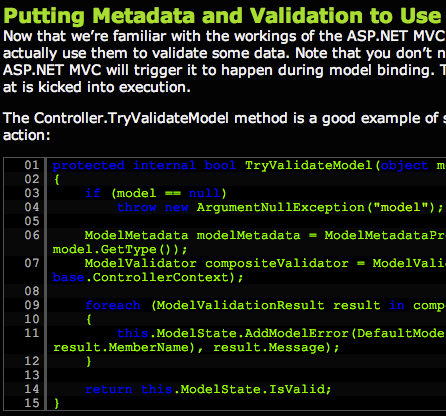 Putting Metadata and Validation to Use
Now that we're familiar with the workings of the ASP.NET MVC
actually use them to validate some data. Note that you don't n
ASP.NET MVC will trigger it to happen during model binding. T
at is kicked into execution.
The Controller.TryValidateModel method is a good example of s
action:
01 protected internal bool TryValidateModel(object m
02 {
03 if (model == null)
04 throw new ArgumentNullException("model");
05
06 ModelMetadata modelMetadata = ModelMetadataPr
model.GetType());
07 ModelValidator compositeValidator = ModelVali
base.ControllerContext);
08
09 foreach (ModelValidationResult result in comp
10 {
11 this.ModelState.AddModelError(DefaultMode
result.MemberName), result.Message);
12 }
13
14 return this.ModelState.IsValid;
15 }